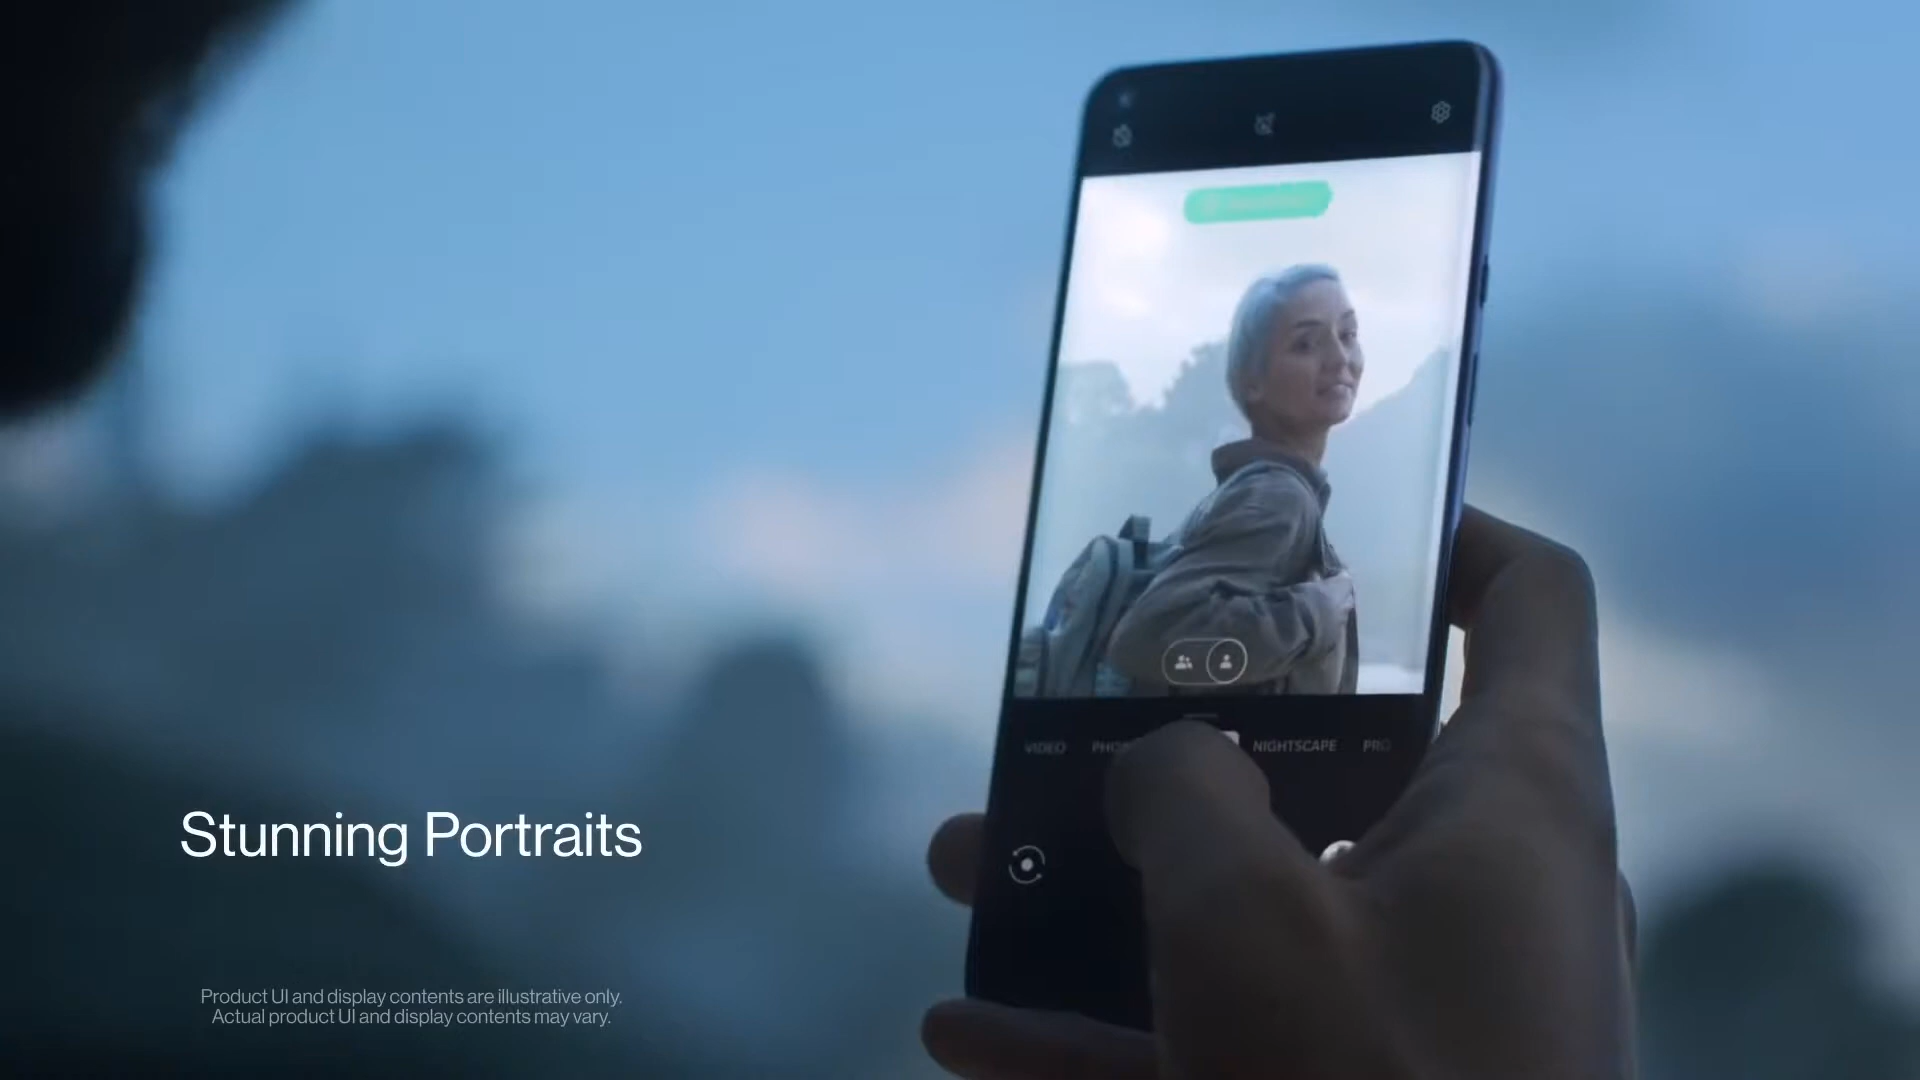 VIDEO NIGHTSCAPE PRO
Stunning Portraits
Product UI and display contents are illustrative only.
Actual product UI and display contents may vary.